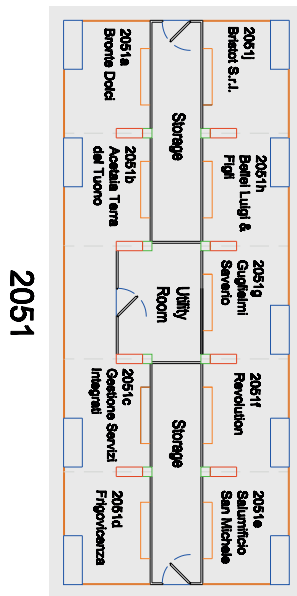 2051j
Bristot S.r.l.
2051h
Bellei Luigi &
Figli
2051g
Guglielmi
Saverio
2051f
Revolution
2051e
Salumificio
San Michele
Storage
Utility
Room
Storage
2051a
Bronte Dolci
2051b
Acetaia Terra
del Tuono
2051c
Gestione Servizi
Integrati
2051d
Frigovicenza
2051